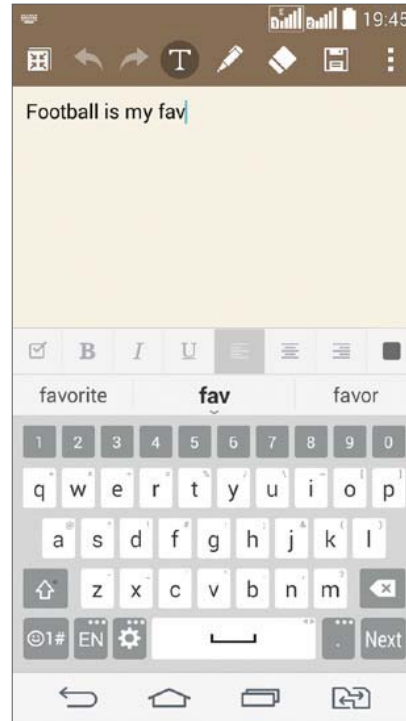 19:45
T
Football is my fav
B I U
favorite fav favor
1 2 3 4 5 6 7 8 9 0
q w e r t y u i o p
a s d f g h j k l
z x c v b n m
☺1# EN . Next